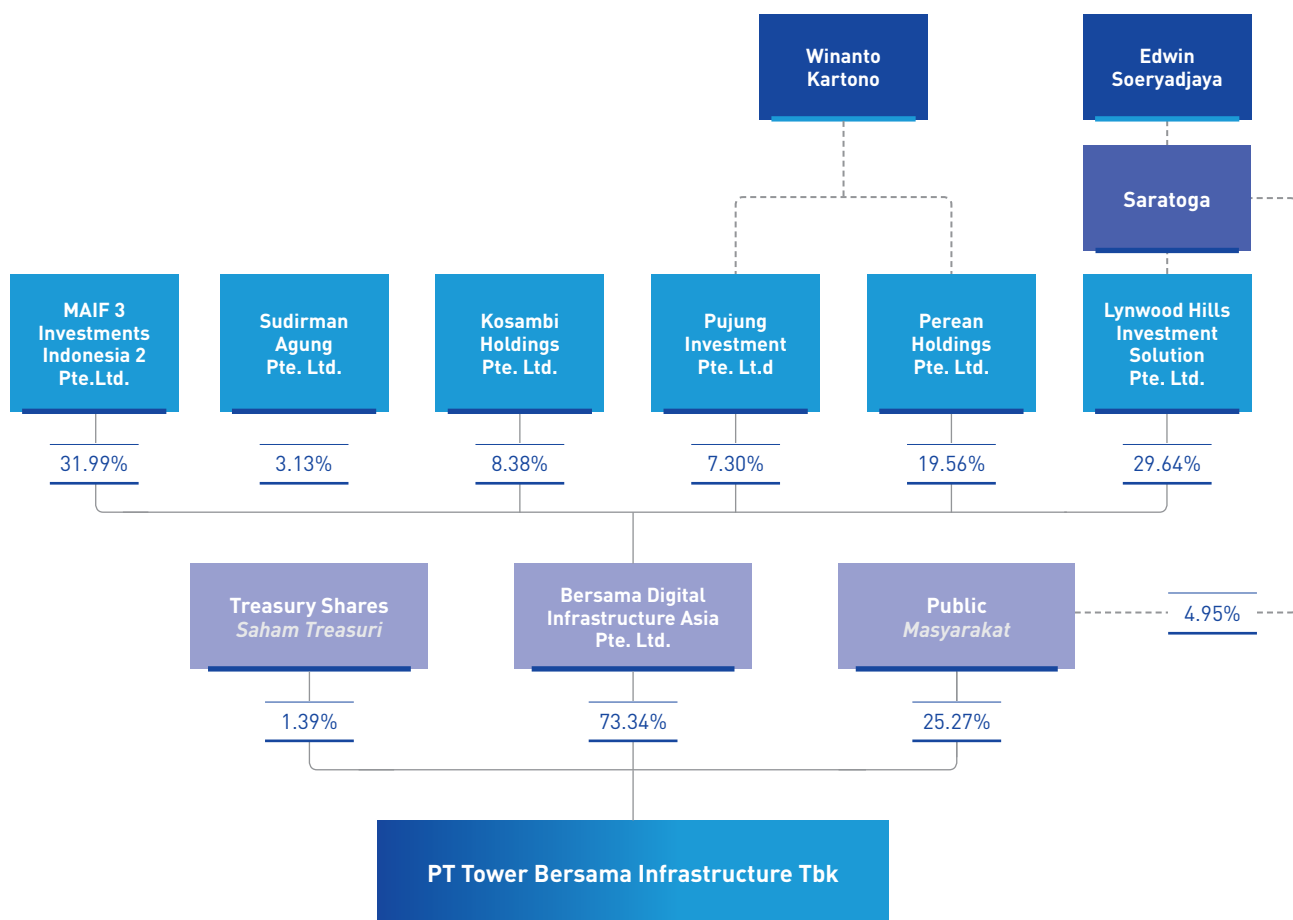 Winanto
Kartono
Edwin
Soeryadjaya
Saratoga
MAIF 3
Investments
Indonesia 2
Pte.Ltd.
Sudirman
Agung
Pte. Ltd.
Kosambi
Holdings
Pte. Ltd.
Pujung
Investment
Pte. Lt.d
Perean
Holdings
Pte. Ltd.
Lynwood Hills
Investment
Solution
Pte. Ltd.
31.99%
3.13%
8.38%
7.30%
19.56%
29.64%
Treasury Shares
Saham Treasuri
Bersama Digital
Infrastructure Asia
Pte. Ltd.
Public
Masyarakat
4.95%
1.39%
73.34%
25.27%
PT Tower Bersama Infrastructure Tbk